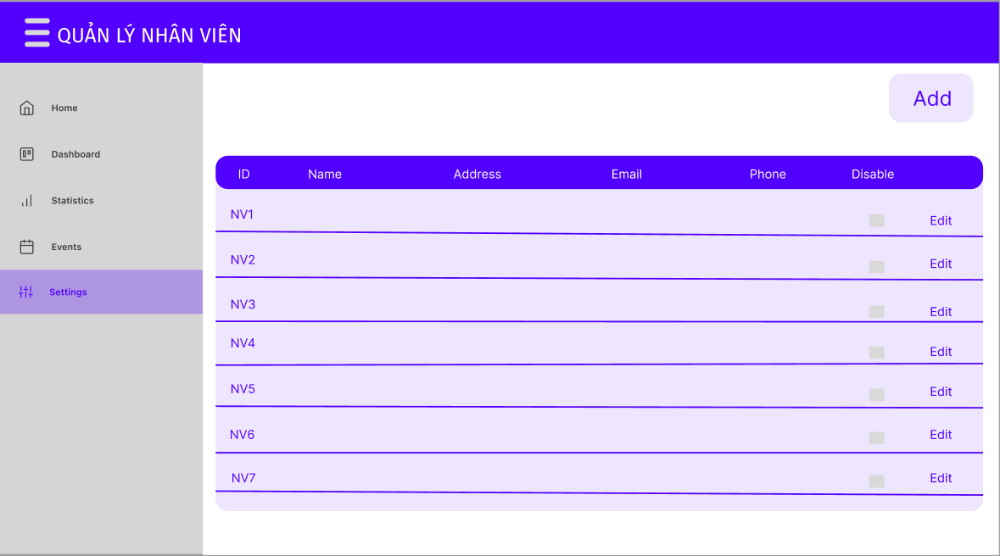 QUẢN LÝ NHÂN VIÊN
Home
Dashboard
Statistics
Events
Settings
Add
ID Name Address Email Phone Disable
NV1 Edit
NV2 Edit
NV3 Edit
NV4 Edit
NV5 Edit
NV6 Edit
NV7 Edit